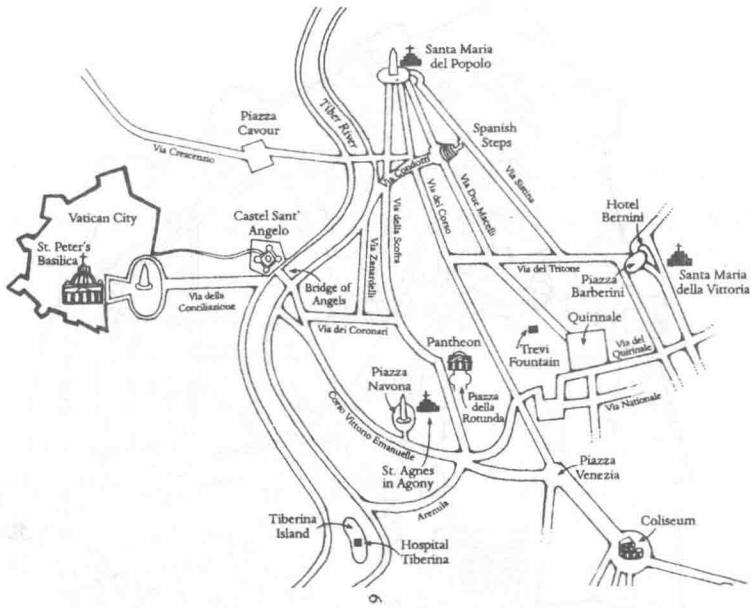 Santa Maria
del Popolo
Tiber River
Piazza
Cavour
Spanish
Steps
Via Crescenzio
Via Condotti
Via Sistina
Vatican City
Castel Sant'
Angelo
Via della Scofra
Via dei Corso
Via Due Macelli
Hotel
Bernini
St. Peter's
Basilica
Via Zanardelli
Bridge of
Angels
Via del Tritone
Piazza
Barberini
Santa Maria
della Vittoria
Via della
Conciliazione
Via dei Coronari
Pantheon
Trevi
Fountain
Quirinale
Via del
Quirinale
Piazza
Navona
Piazza
della
Rotunda
Via Nationale
Corso Vittorio Emanuelle
St. Agnes
in Agony
Piazza
Venezia
Arenula
Tiberina
Island
Hospital
Tiberina
Coliseum